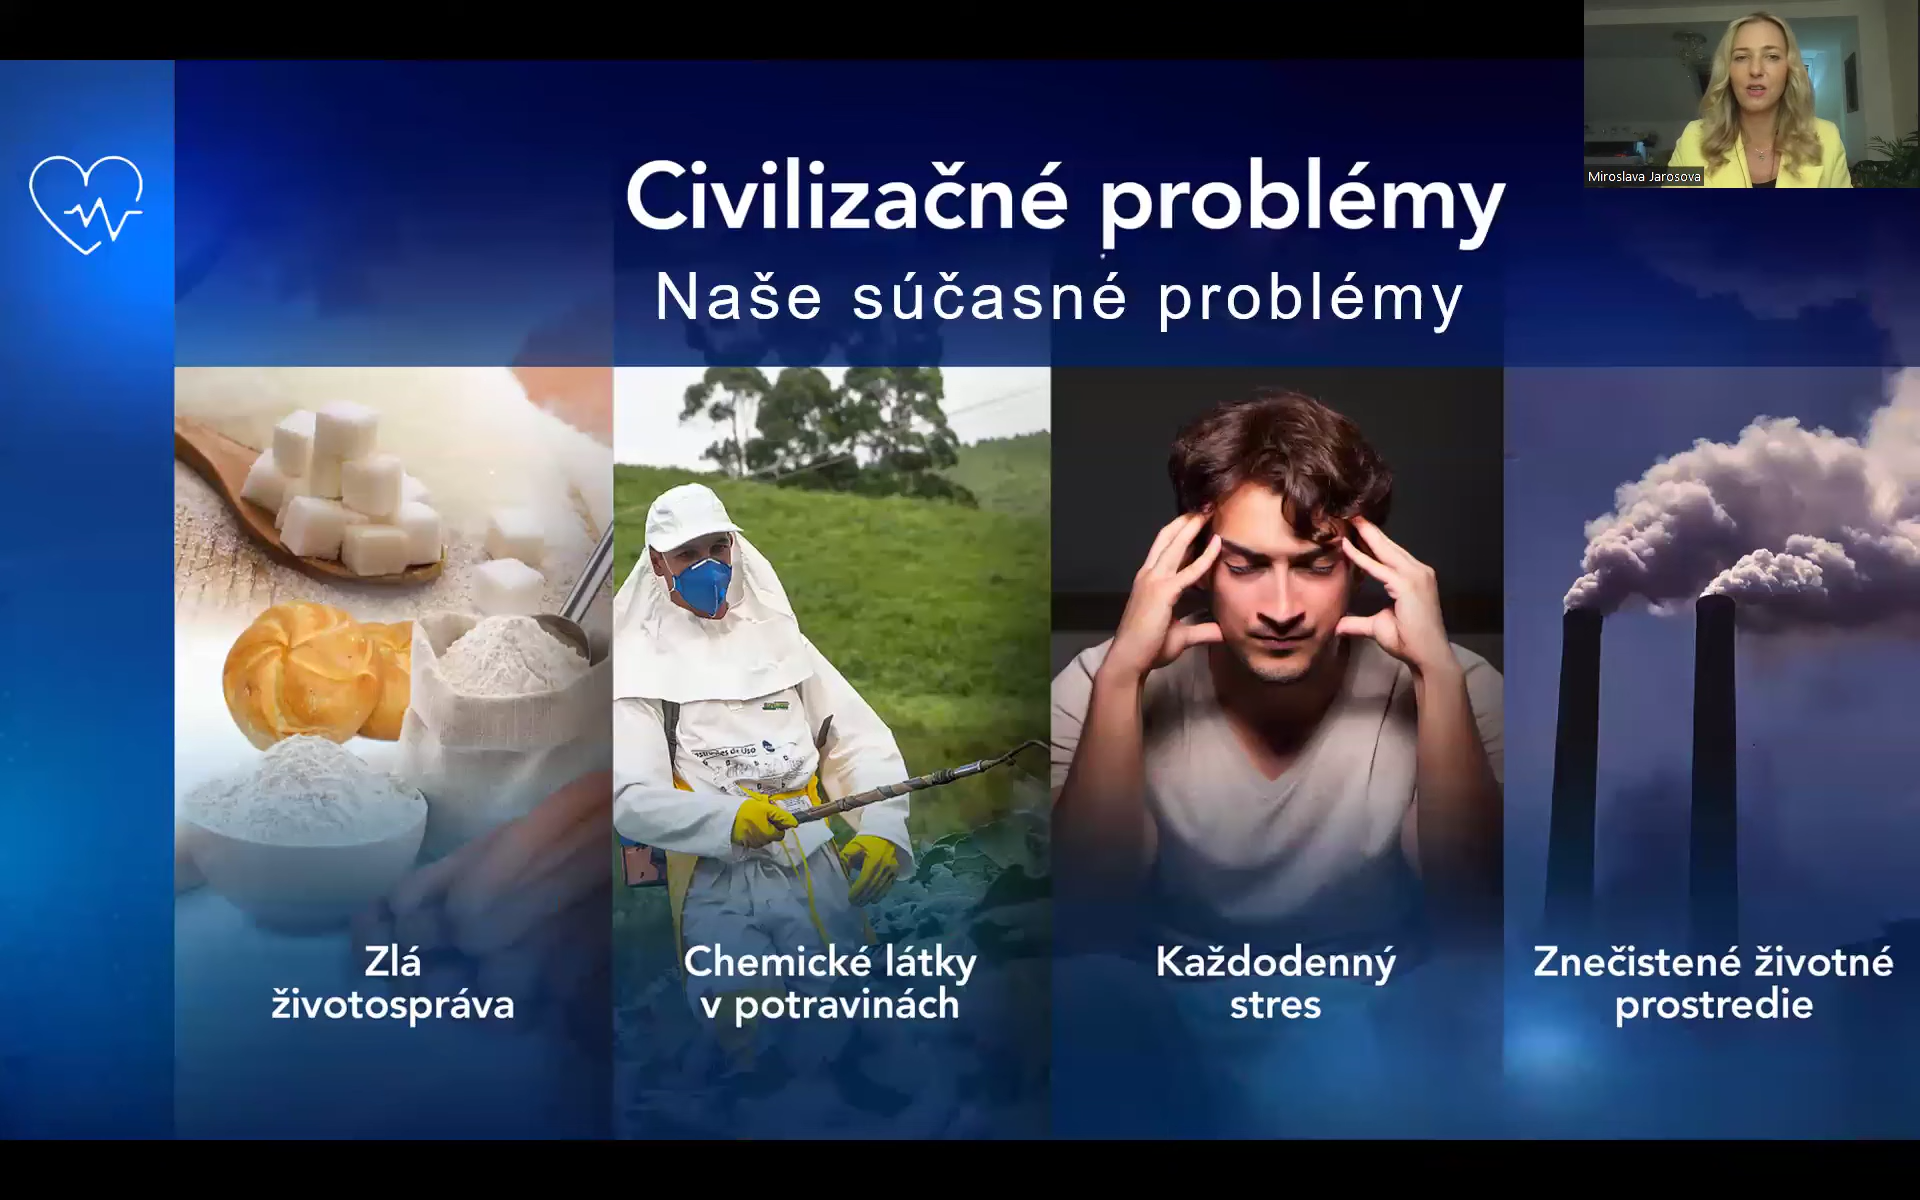 Civilizačné problémy
Naše súčasné problémy
Miroslava Jarosova
Zlá
životospráva
Chemické látky
v potravinách
Každodenný
stres
Znečistené životné
prostredie